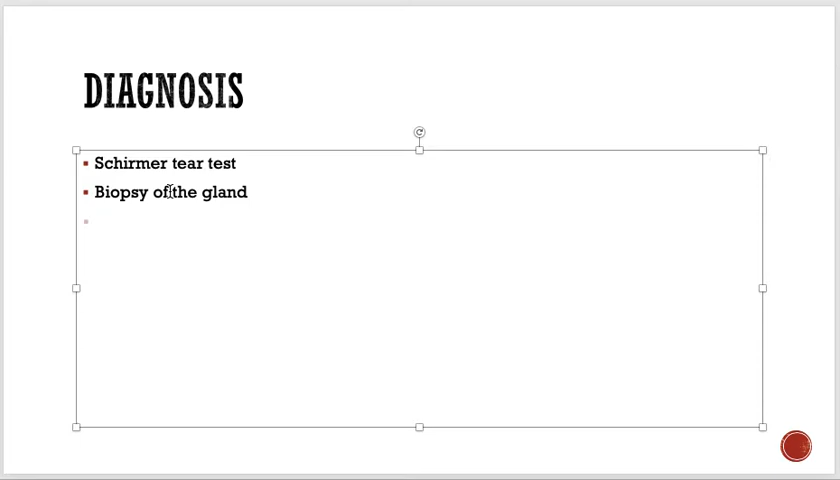 DIAGNOSIS
Schirmer tear test
Biopsy of the gland